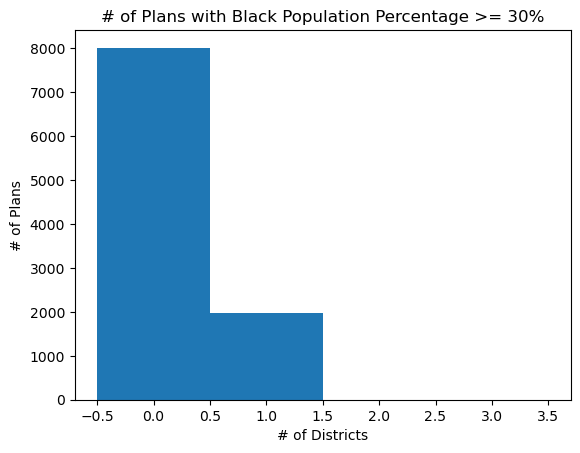 # of Plans with Black Population Percentage >= 30%
# of Plans
8000
7000
6000
5000
4000
3000
2000
1000
0
−0.5 0.0 0.5 1.0 1.5 2.0 2.5 3.0 3.5
# of Districts